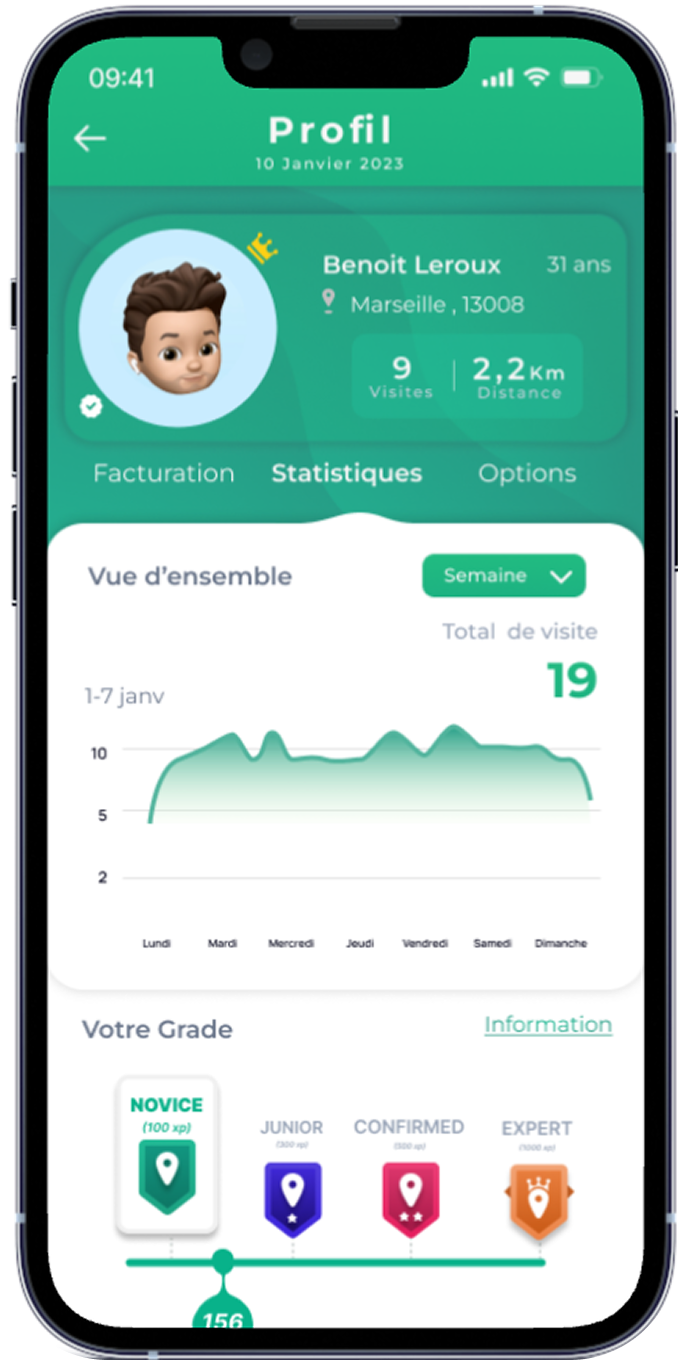 09:41
Profil
10 Janvier 2023
Benoit Leroux 31 ans
Marseille , 13008
9 2,2 Km
Visites Distance
Facturation Statistiques Options
Vue d’ensemble Semaine
Total de visite
19
1-7 janv
10
5
2
Lundi Mardi Mercredi Jeudi Vendredi Samedi Dimanche
Votre Grade Information
NOVICE JUNIOR CONFIRMED EXPERT
(100 xp) (300 xp) (500 xp) (1000 xp)
156